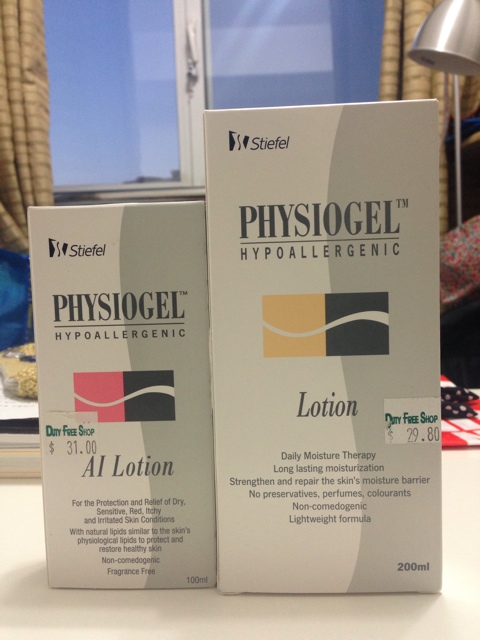 Stiefel
PHYSIOGEL™
HYPOALLERGENIC
DUTY FREE SHOP
$ 31.00
AI Lotion
For the Protection and Relief of Dry,
Sensitive, Red, Itchy
and Irritated Skin Conditions
With natural lipids similar to the skin's
physiological lipids to protect and
restore healthy skin
Non-comedogenic
Fragrance Free
100ml
Stiefel
PHYSIOGEL™
HYPOALLERGENIC
Lotion
DUTY FREE SHOP
$ 29.80
Daily Moisture Therapy
Long lasting moisturization
Strengthen and repair the skin's moisture barrier
No preservatives, perfumes, colourants
Non-comedogenic
Lightweight formula
200ml